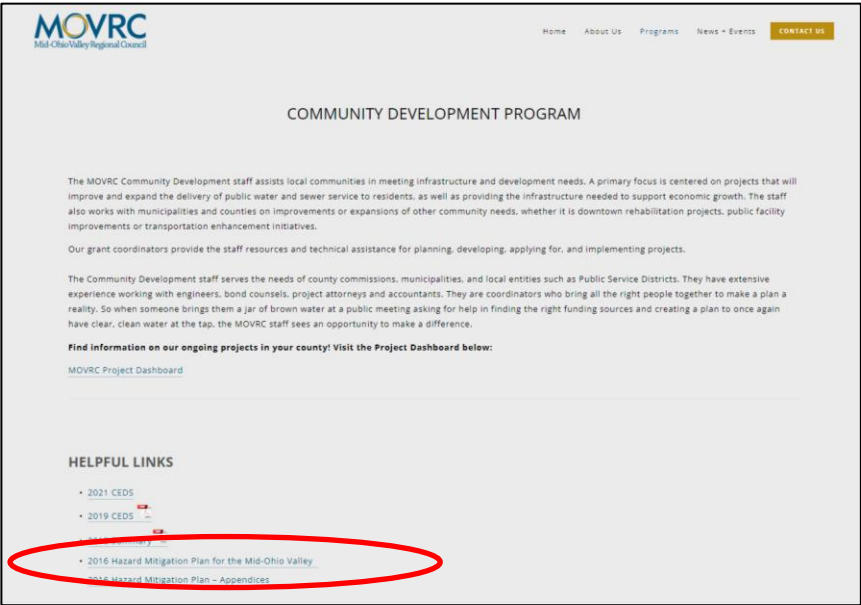 MOVRC
Mid-Ohio Valley Regional Council
Home About Us Programs News + Events CONTACT US
COMMUNITY DEVELOPMENT PROGRAM
The MOVRC Community Development staff assists local communities in meeting infrastructure and development needs. A primary focus is centered on projects that will
improve and expand the delivery of public water and sewer service to residents, as well as providing the infrastructure needed to support economic growth. The staff
also works with municipalities and counties on improvements or expansions of other community needs, whether it is downtown rehabilitation projects, public facility
improvements or transportation enhancement initiatives.
Our grant coordinators provide the staff resources and technical assistance for planning, developing, applying for, and implementing projects.
The Community Development staff serves the needs of county commissions, municipalities, and local entities such as Public Service Districts. They have extensive
experience working with engineers, bond counsels, project attorneys and accountants. They are coordinators who bring all the right people together to make a plan a
reality. So when someone brings them a jar of brown water at a public meeting asking for help in finding the right funding sources and creating a plan to once again
have clear, clean water at the tap, the MOVRC staff sees an opportunity to make a difference.
Find information on our ongoing projects in your county! Visit the Project Dashboard below:
MOVRC Project Dashboard
HELPFUL LINKS
• 2021 CEDS
• 2019 CEDS
• Summary
• 2016 Hazard Mitigation Plan for the Mid-Ohio Valley
• 2016 Hazard Mitigation Plan – Appendices